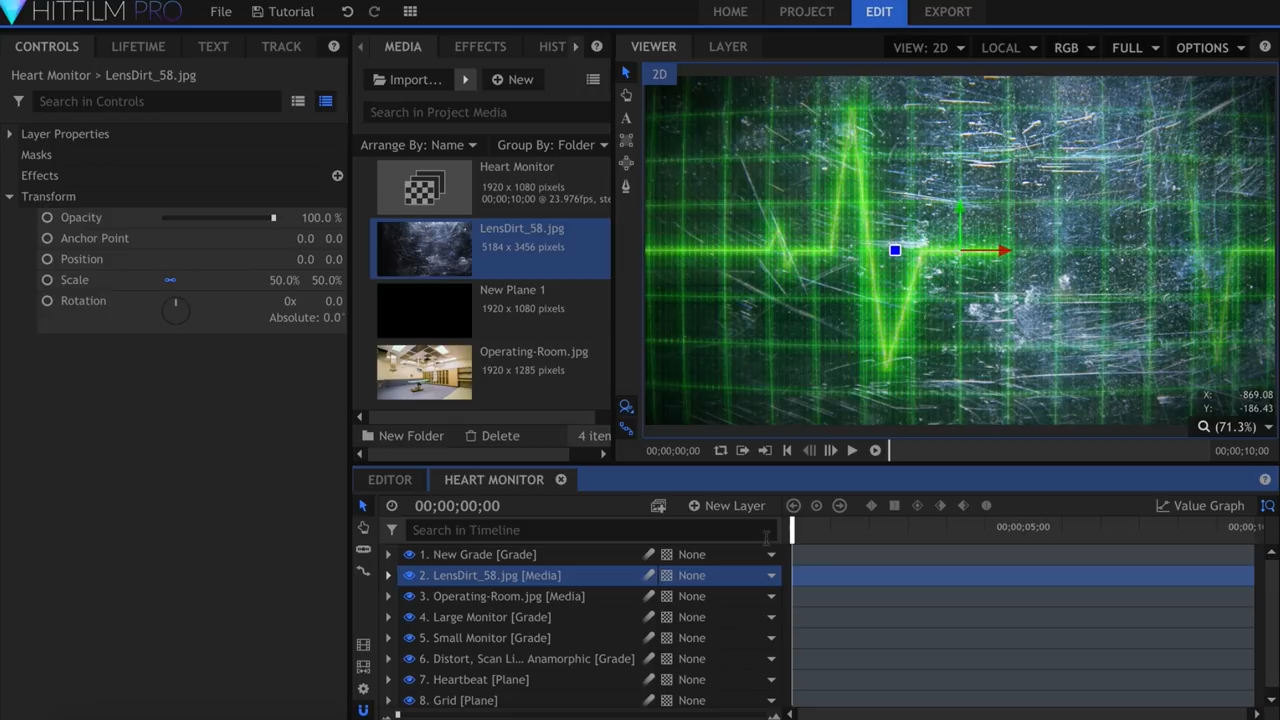 HITFILM PRO File Tutorial HOME PROJECT EDIT EXPORT
CONTROLS LIFETIME TEXT TRACK
Heart Monitor > LensDirt_58.jpg
Search in Controls
Layer Properties
Masks
Effects
Transform
Opacity 100.0 %
Anchor Point 0.0 0.0
Position 0.0 0.0
Scale 50.0% 50.0%
Rotation 0x 0.0
Absolute: 0.0°
MEDIA EFFECTS HIST
Import... New
Search in Project Media
Arrange By: Name Group By: Folder
Heart Monitor
1920 x 1080 pixels
00;00;10;00 @ 23.976fps, ste
LensDirt_58.jpg
5184 x 3456 pixels
New Plane 1
1920 x 1080 pixels
Operating-Room.jpg
1920 x 1285 pixels
New Folder Delete 4 item
VIEWER LAYER VIEW: 2D LOCAL RGB FULL OPTIONS
2D
X: -869.08
Y: -186.43
(71.3%)
00;00;00;00 00;00;10;00
EDITOR HEART MONITOR
00;00;00;00 New Layer Value Graph
Search in Timeline 00;00;05;00 00;00;10
1. New Grade [Grade] None
2. LensDirt_58.jpg [Media] None
3. Operating-Room.jpg [Media] None
4. Large Monitor [Grade] None
5. Small Monitor [Grade] None
6. Distort, Scan Li... Anamorphic [Grade] None
7. Heartbeat [Plane] None
8. Grid [Plane] None